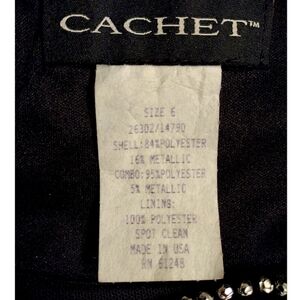 CACHET™
SIZE 6
26302/14790
SHELL:84%POLYESTER
16% METALLIC
COMBO:95%POLYESTER
5% METALLIC
LINING:
100% POLYESTER
SPOT CLEAN
MADE IN USA
RN 61248